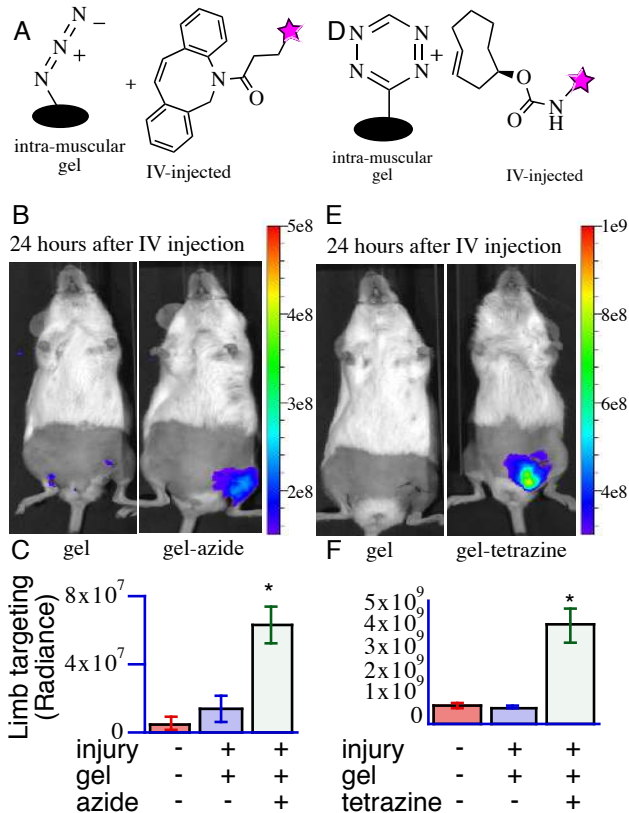 A
N
N
N
−
+
intra-muscular
gel
+
N
O
IV-injected
D
N
N
N
N
intra-muscular
gel
+
O
O
N
H
IV-injected
B
24 hours after IV injection
5e8
4e8
3e8
2e8
gel
gel-azide
E
24 hours after IV injection
1e9
8e8
6e8
4e8
gel
gel-tetrazine
C
Limb targeting
(Radiance)
8x10^7
4x10^7
0
*
injury - + +
gel - + +
azide - - +
F
5x10^9
4x10^9
3x10^9
2x10^9
1x10^9
0
*
injury - + +
gel - + +
tetrazine - - +